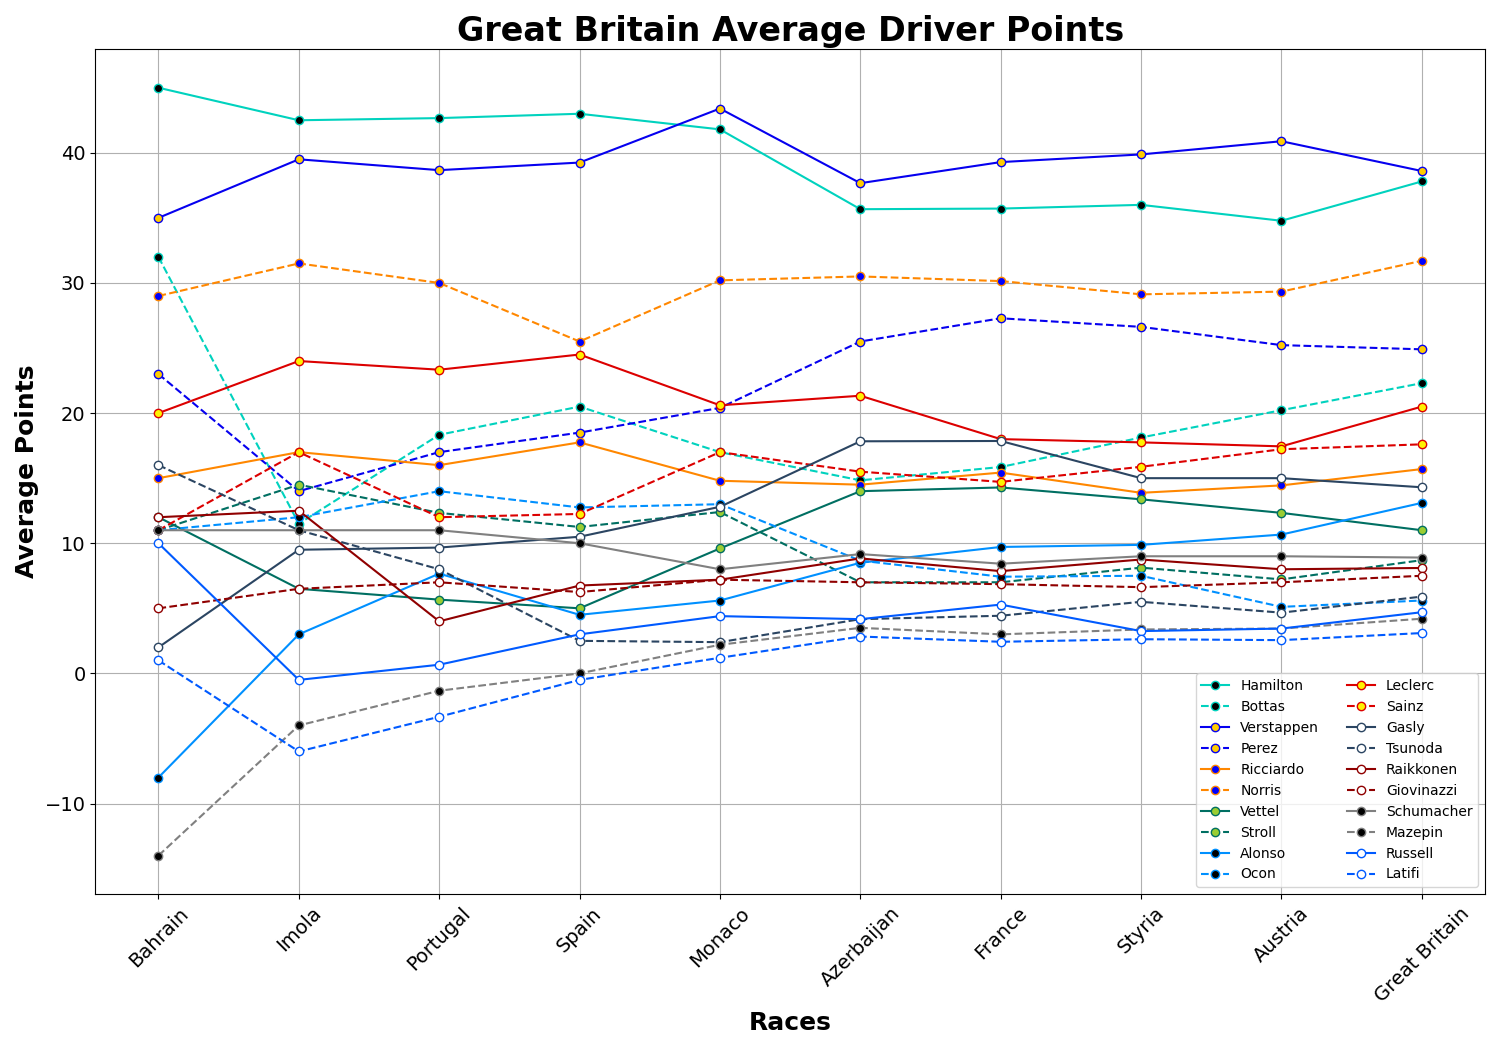 Great Britain Average Driver Points
Average Points
40
30
20
10
0
−10
Hamilton
Bottas
Verstappen
Perez
Ricciardo
Norris
Vettel
Stroll
Alonso
Ocon
Leclerc
Sainz
Gasly
Tsunoda
Raikkonen
Giovinazzi
Schumacher
Mazepin
Russell
Latifi
Bahrain
Imola
Portugal
Spain
Monaco
Azerbaijan
France
Styria
Austria
Great Britain
Races